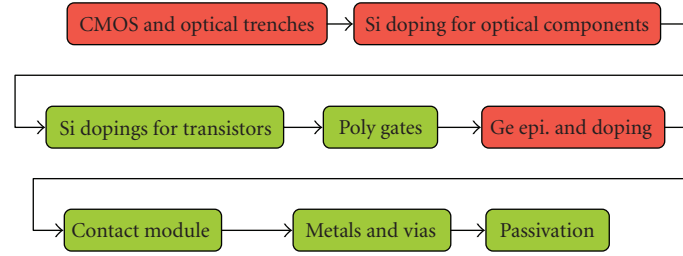 CMOS and optical trenches
Si doping for optical components
Si dopings for transistors
Poly gates
Ge epi. and doping
Contact module
Metals and vias
Passivation